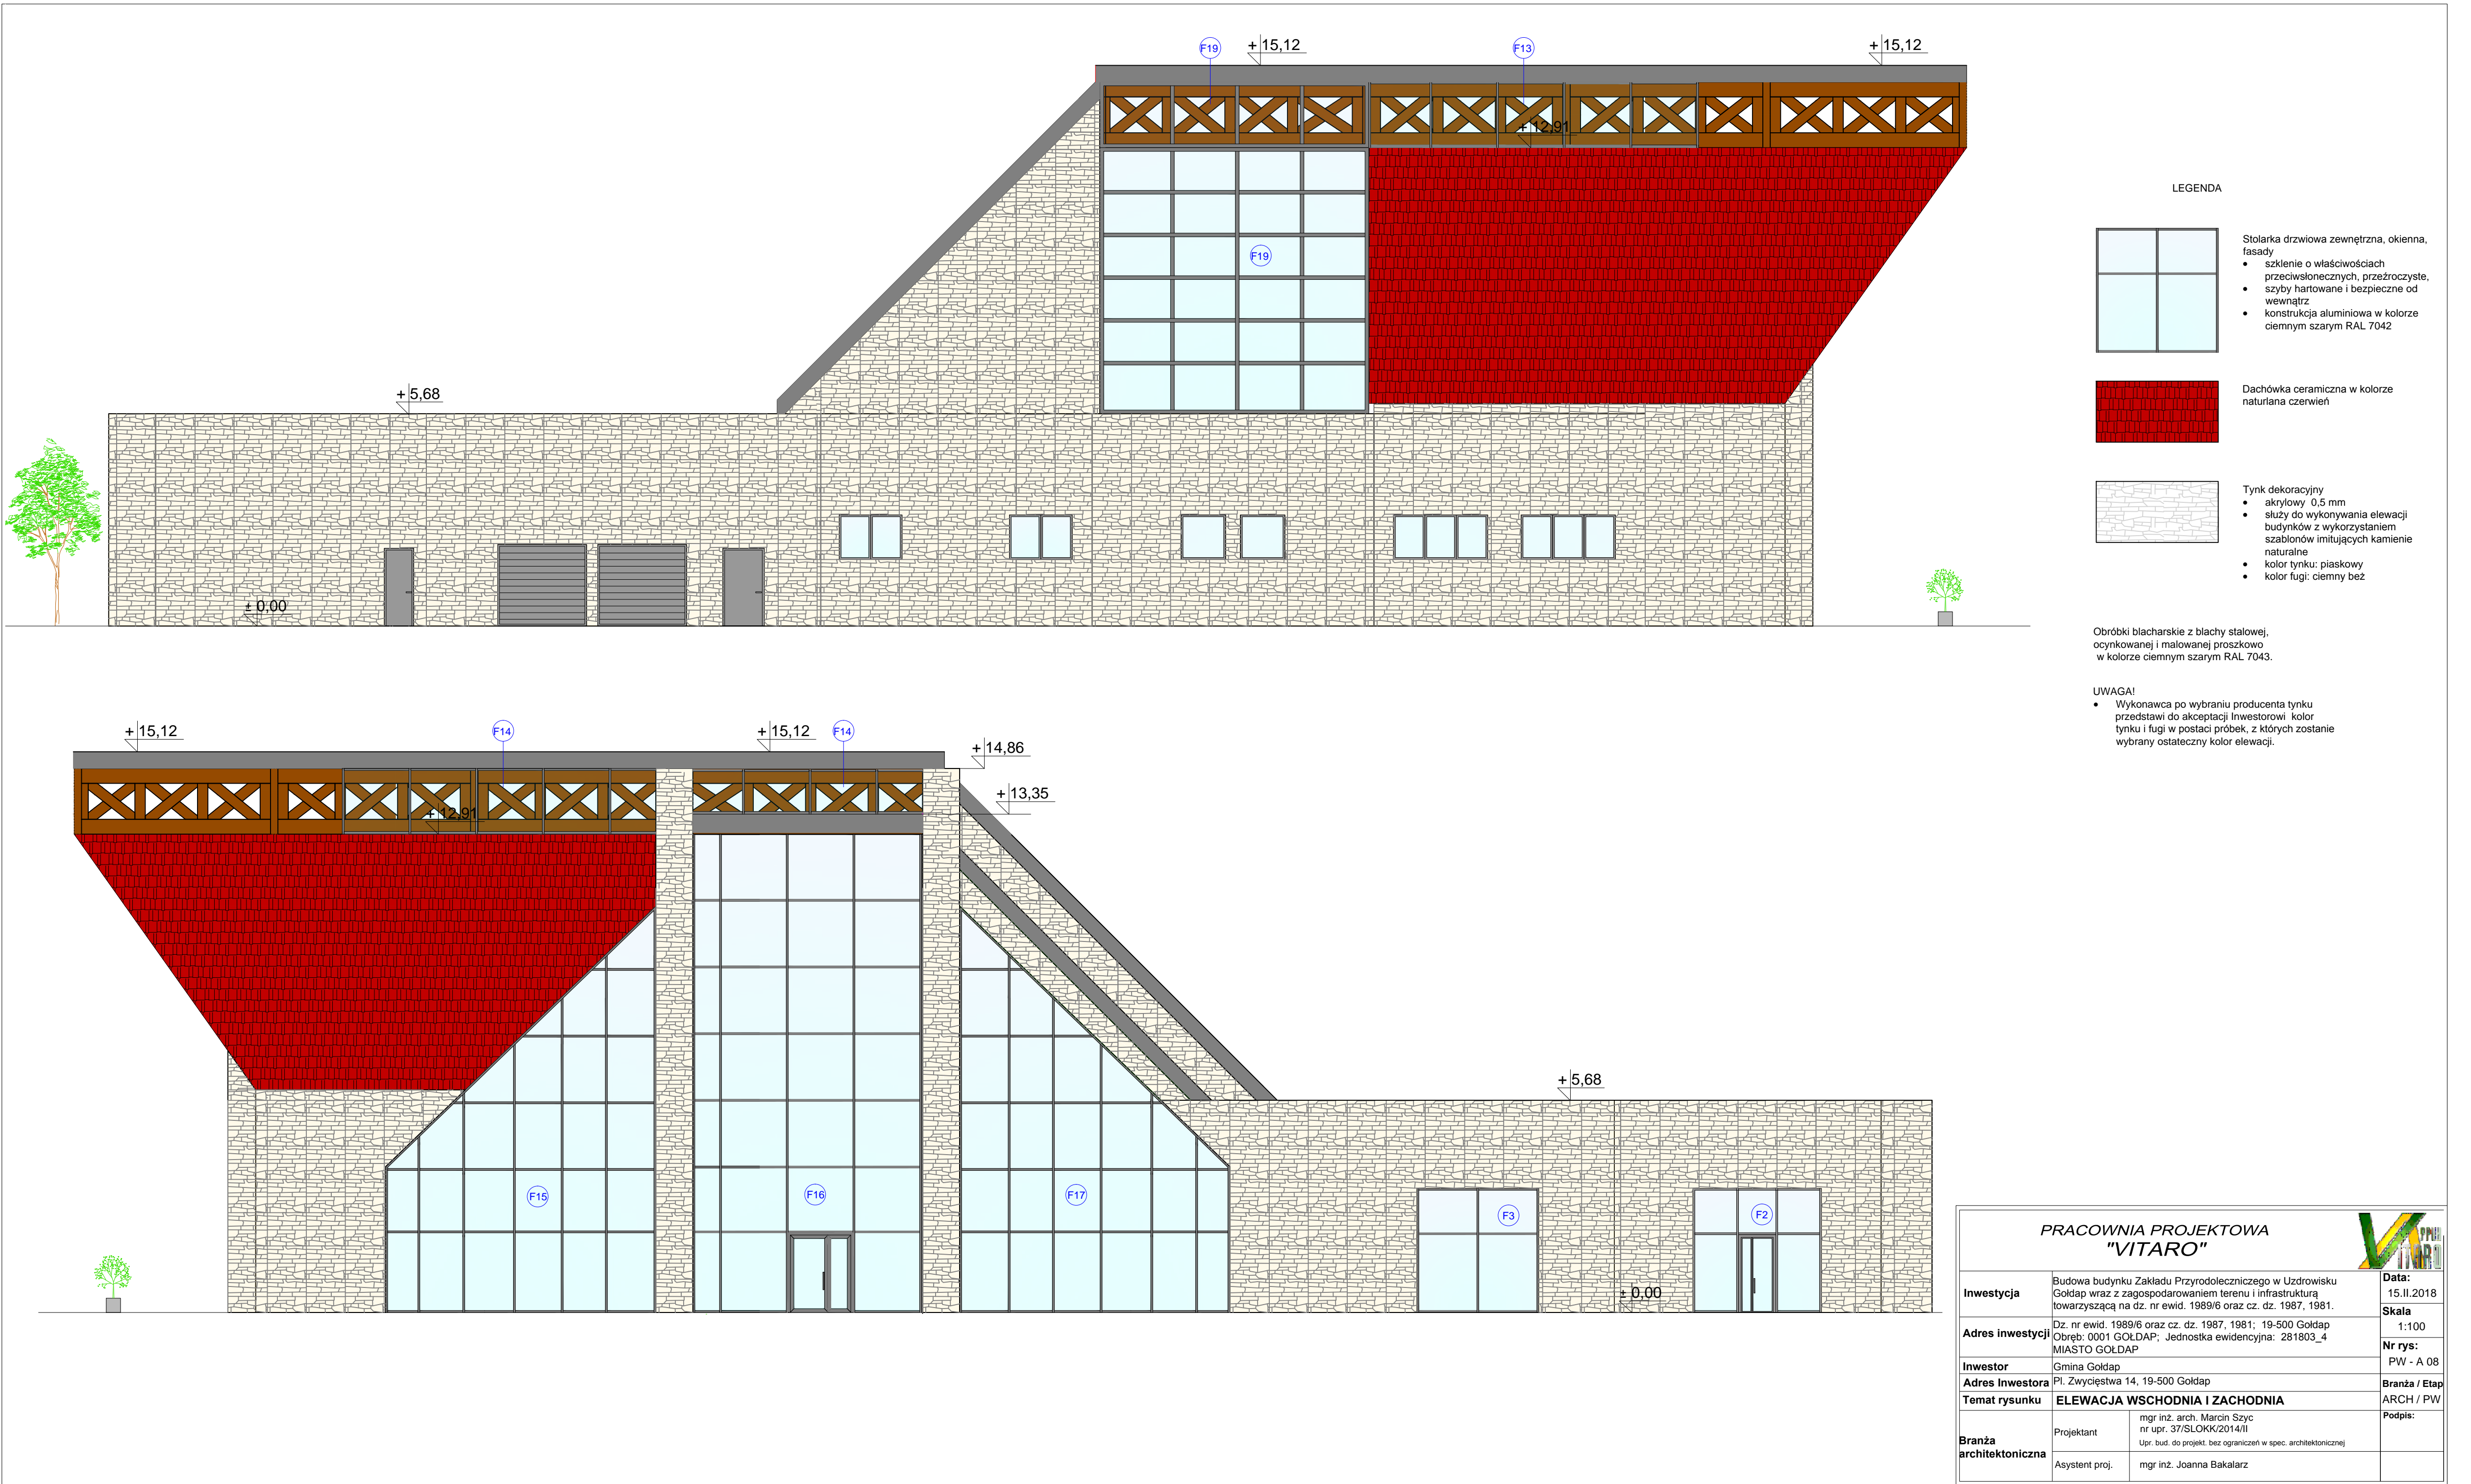 F19
+ 15,12
F13
+ 15,12
+ 12,91
F19
+ 5,68
± 0,00
LEGENDA
Stolarka drzwiowa zewnętrzna, okienna,
fasady
• szklenie o właściwościach
przeciwsłonecznych, przeźroczyste,
• szyby hartowane i bezpieczne od
wewnątrz
• konstrukcja aluminiowa w kolorze
ciemnym szarym RAL 7042
Dachówka ceramiczna w kolorze
naturlana czerwień
Tynk dekoracyjny
• akrylowy 0,5 mm
• służy do wykonywania elewacji
budynków z wykorzystaniem
szablonów imitujących kamienie
naturalne
• kolor tynku: piaskowy
• kolor fugi: ciemny beż
Obróbki blacharskie z blachy stalowej,
ocynkowanej i malowanej proszkowo
w kolorze ciemnym szarym RAL 7043.
UWAGA!
• Wykonawca po wybraniu producenta tynku
przedstawi do akceptacji Inwestorowi kolor
tynku i fugi w postaci próbek, z których zostanie
wybrany ostateczny kolor elewacji.
+ 15,12
F14
+ 15,12
F14
+ 14,86
+ 13,35
+ 12,91
+ 5,68
F15
F16
F17
F3
F2
± 0,00
PRACOWNIA PROJEKTOWA
"VITARO"
Inwestycja
Budowa budynku Zakładu Przyrodoleczniczego w Uzdrowisku
Gołdap wraz z zagospodarowaniem terenu i infrastrukturą
towarzyszącą na dz. nr ewid. 1989/6 oraz cz. dz. 1987, 1981.
Data:
15.II.2018
Skala
1:100
Adres inwestycji
Dz. nr ewid. 1989/6 oraz cz. dz. 1987, 1981; 19-500 Gołdap
Obręb: 0001 GOŁDAP; Jednostka ewidencyjna: 281803_4
MIASTO GOŁDAP
Nr rys:
PW - A 08
Inwestor
Gmina Gołdap
Adres Inwestora
Pl. Zwycięstwa 14, 19-500 Gołdap
Branża / Etap
ARCH / PW
Temat rysunku
ELEWACJA WSCHODNIA I ZACHODNIA
Podpis:
Branża
architektoniczna
Projektant
mgr inż. arch. Marcin Szyc
nr upr. 37/SLOKK/2014/II
Upr. bud. do projekt. bez ograniczeń w spec. architektonicznej
Asystent proj.
mgr inż. Joanna Bakalarz